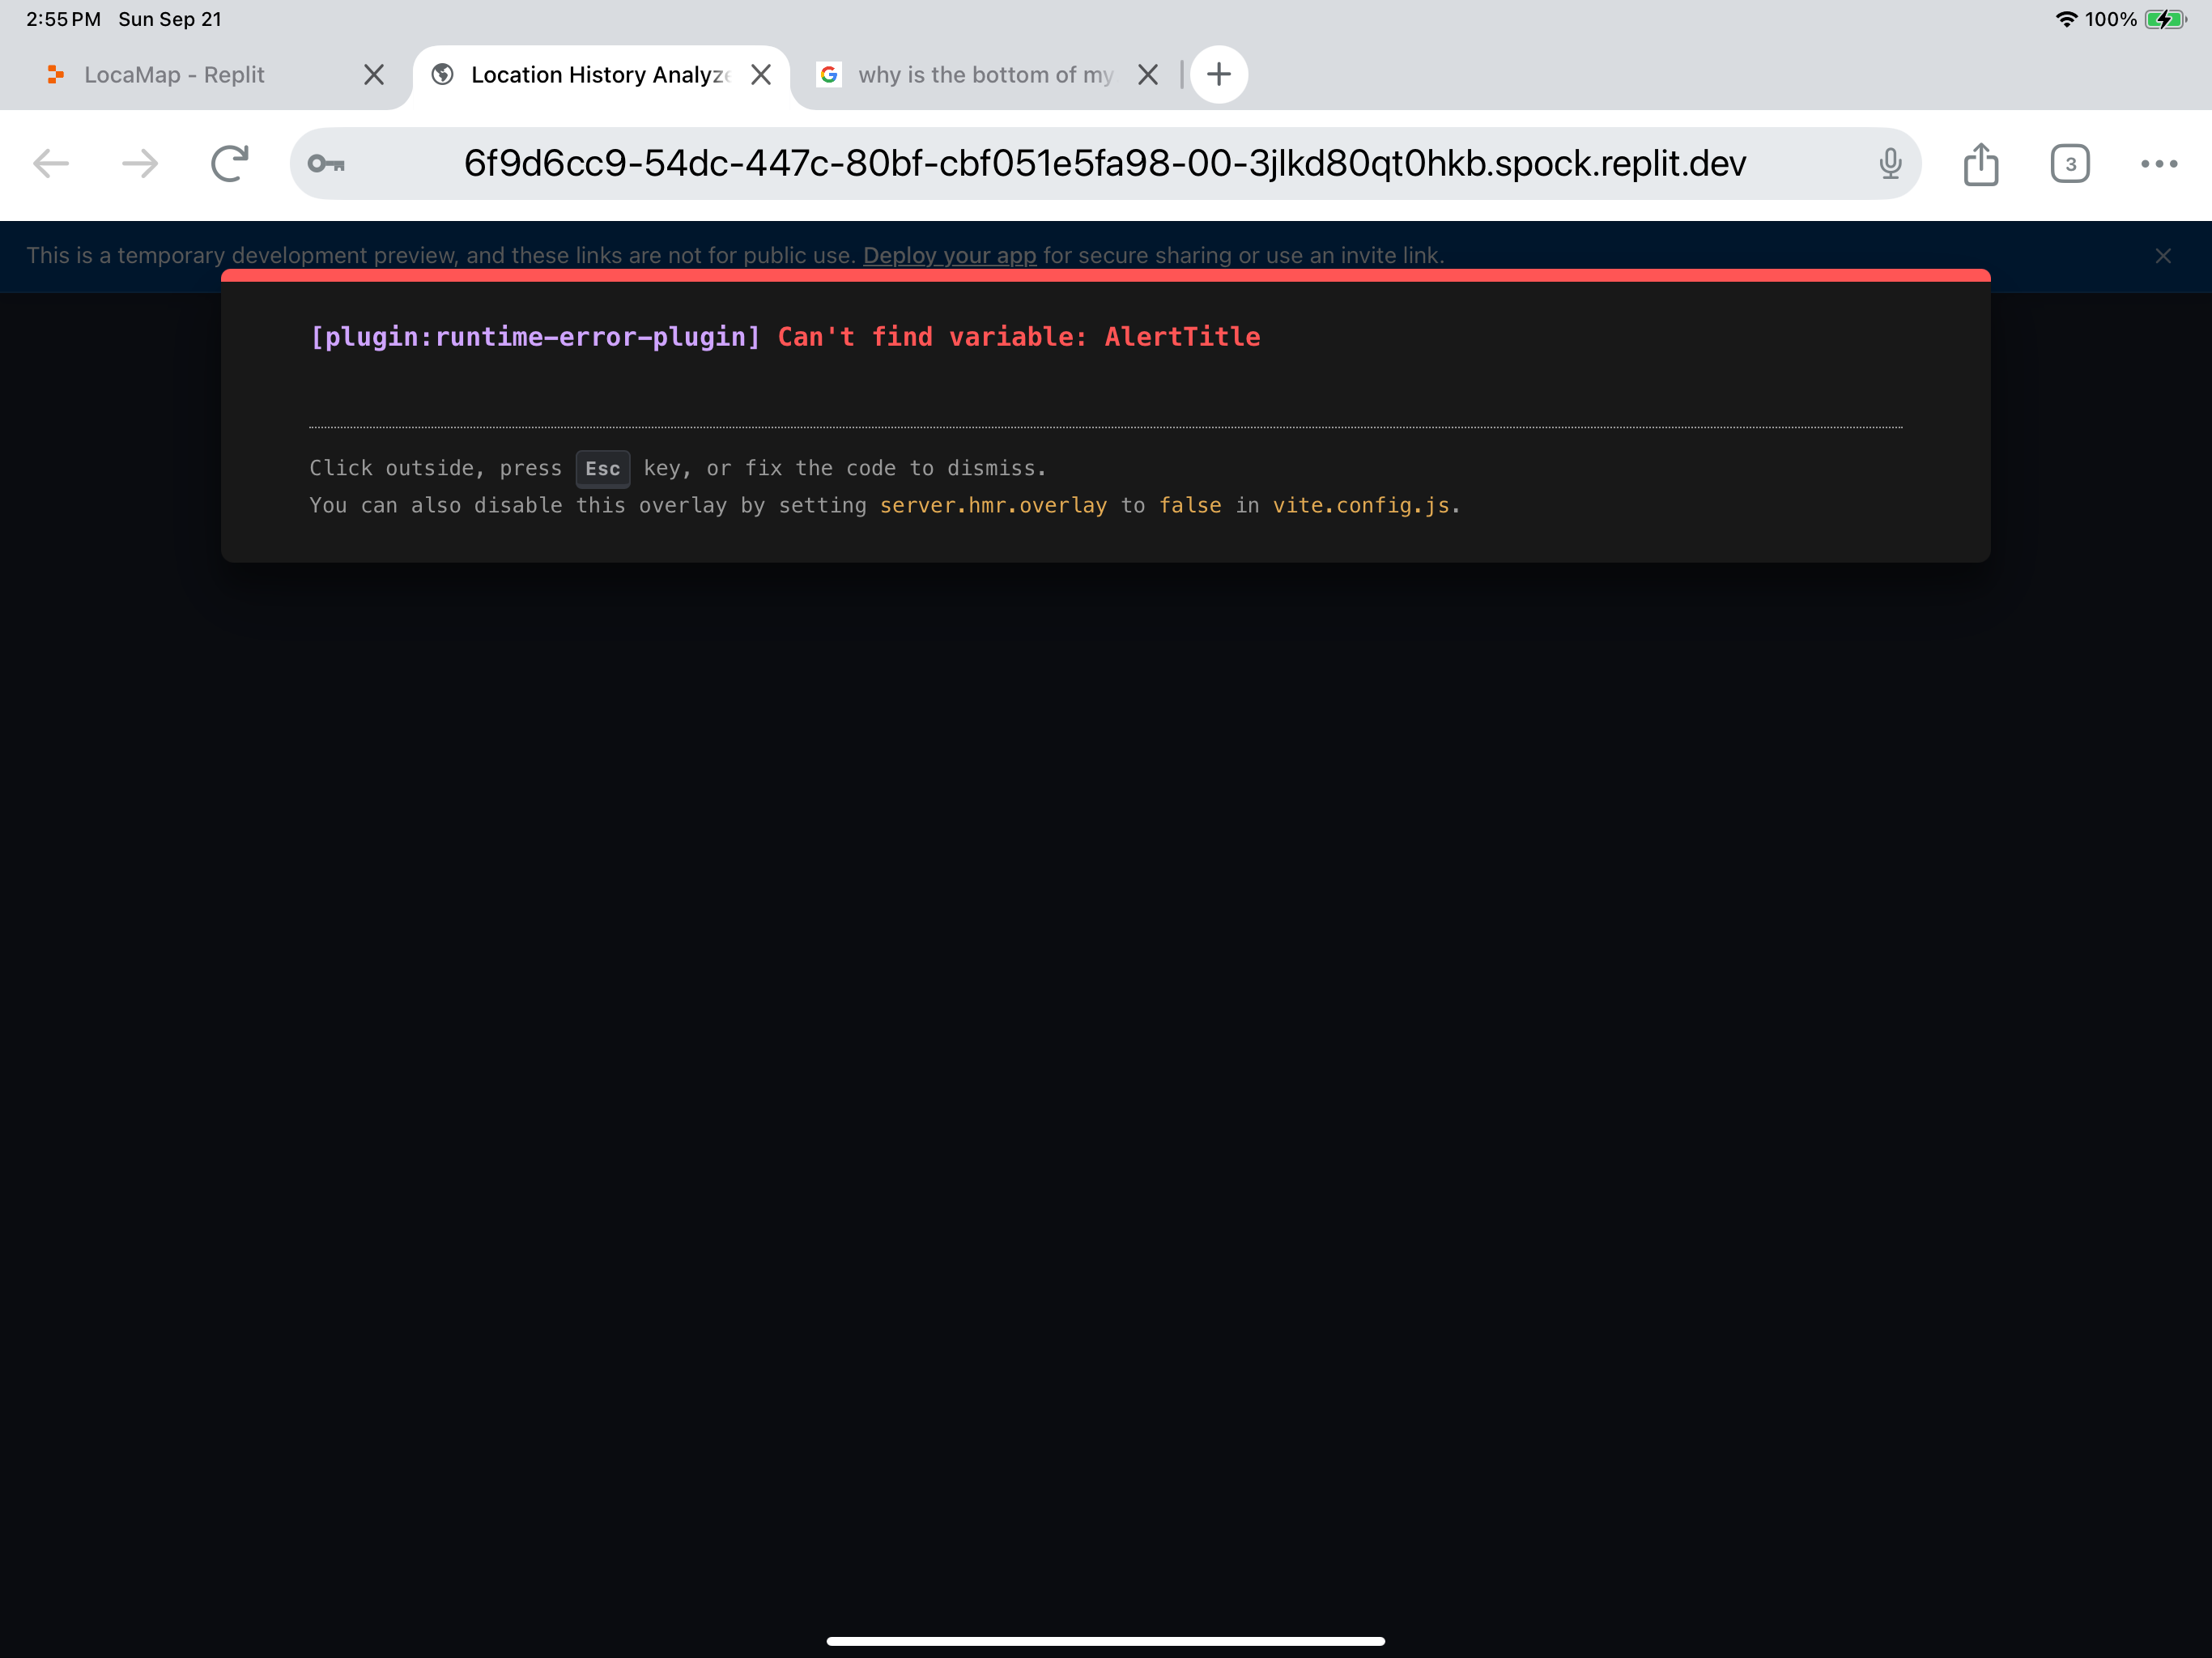 2:55 PM Sun Sep 21
100%
LocaMap - Replit
Location History Analyze
why is the bottom of my
6f9d6cc9-54dc-447c-80bf-cbf051e5fa98-00-3jlkd80qt0hkb.spock.replit.dev
3
This is a temporary development preview, and these links are not for public use. Deploy your app for secure sharing or use an invite link.
[plugin:runtime-error-plugin] Can't find variable: AlertTitle
Click outside, press Esc key, or fix the code to dismiss.
You can also disable this overlay by setting server.hmr.overlay to false in vite.config.js.